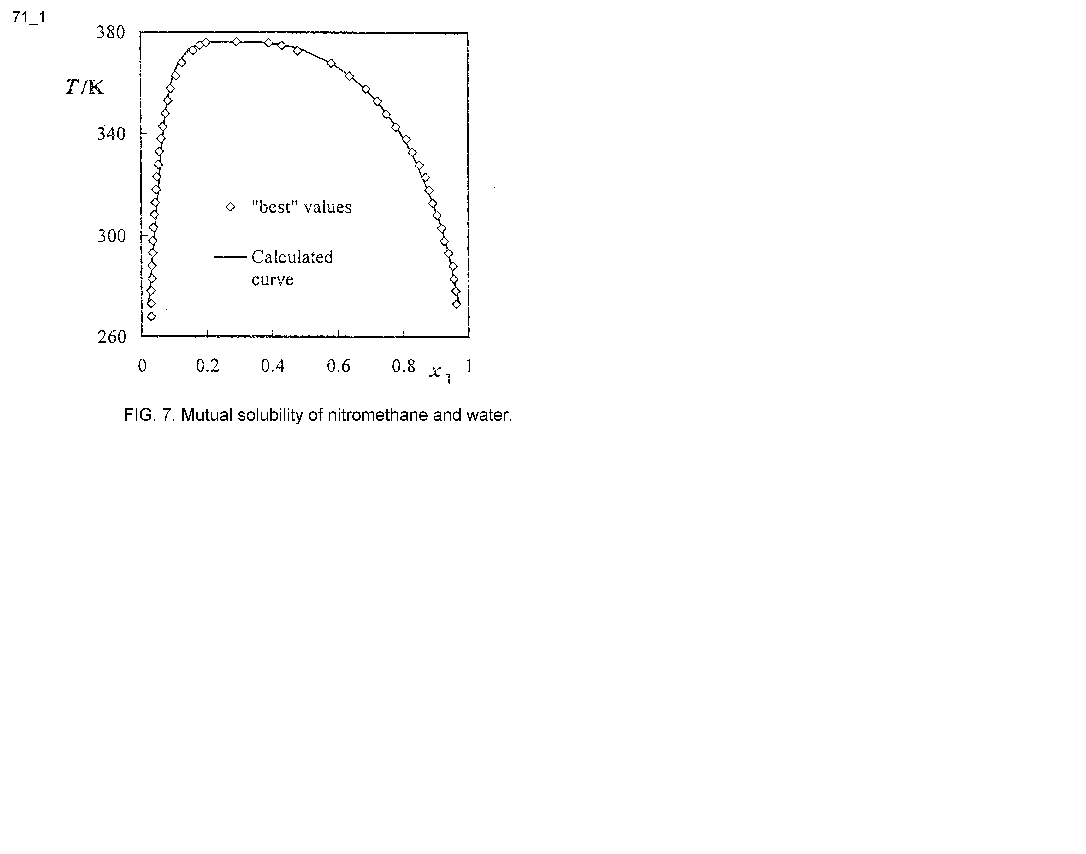 71_1
380
T/K
340
"best" values
300
Calculated
curve
260
0 0.2 0.4 0.6 0.8 x1 1
FIG. 7. Mutual solubility of nitromethane and water.